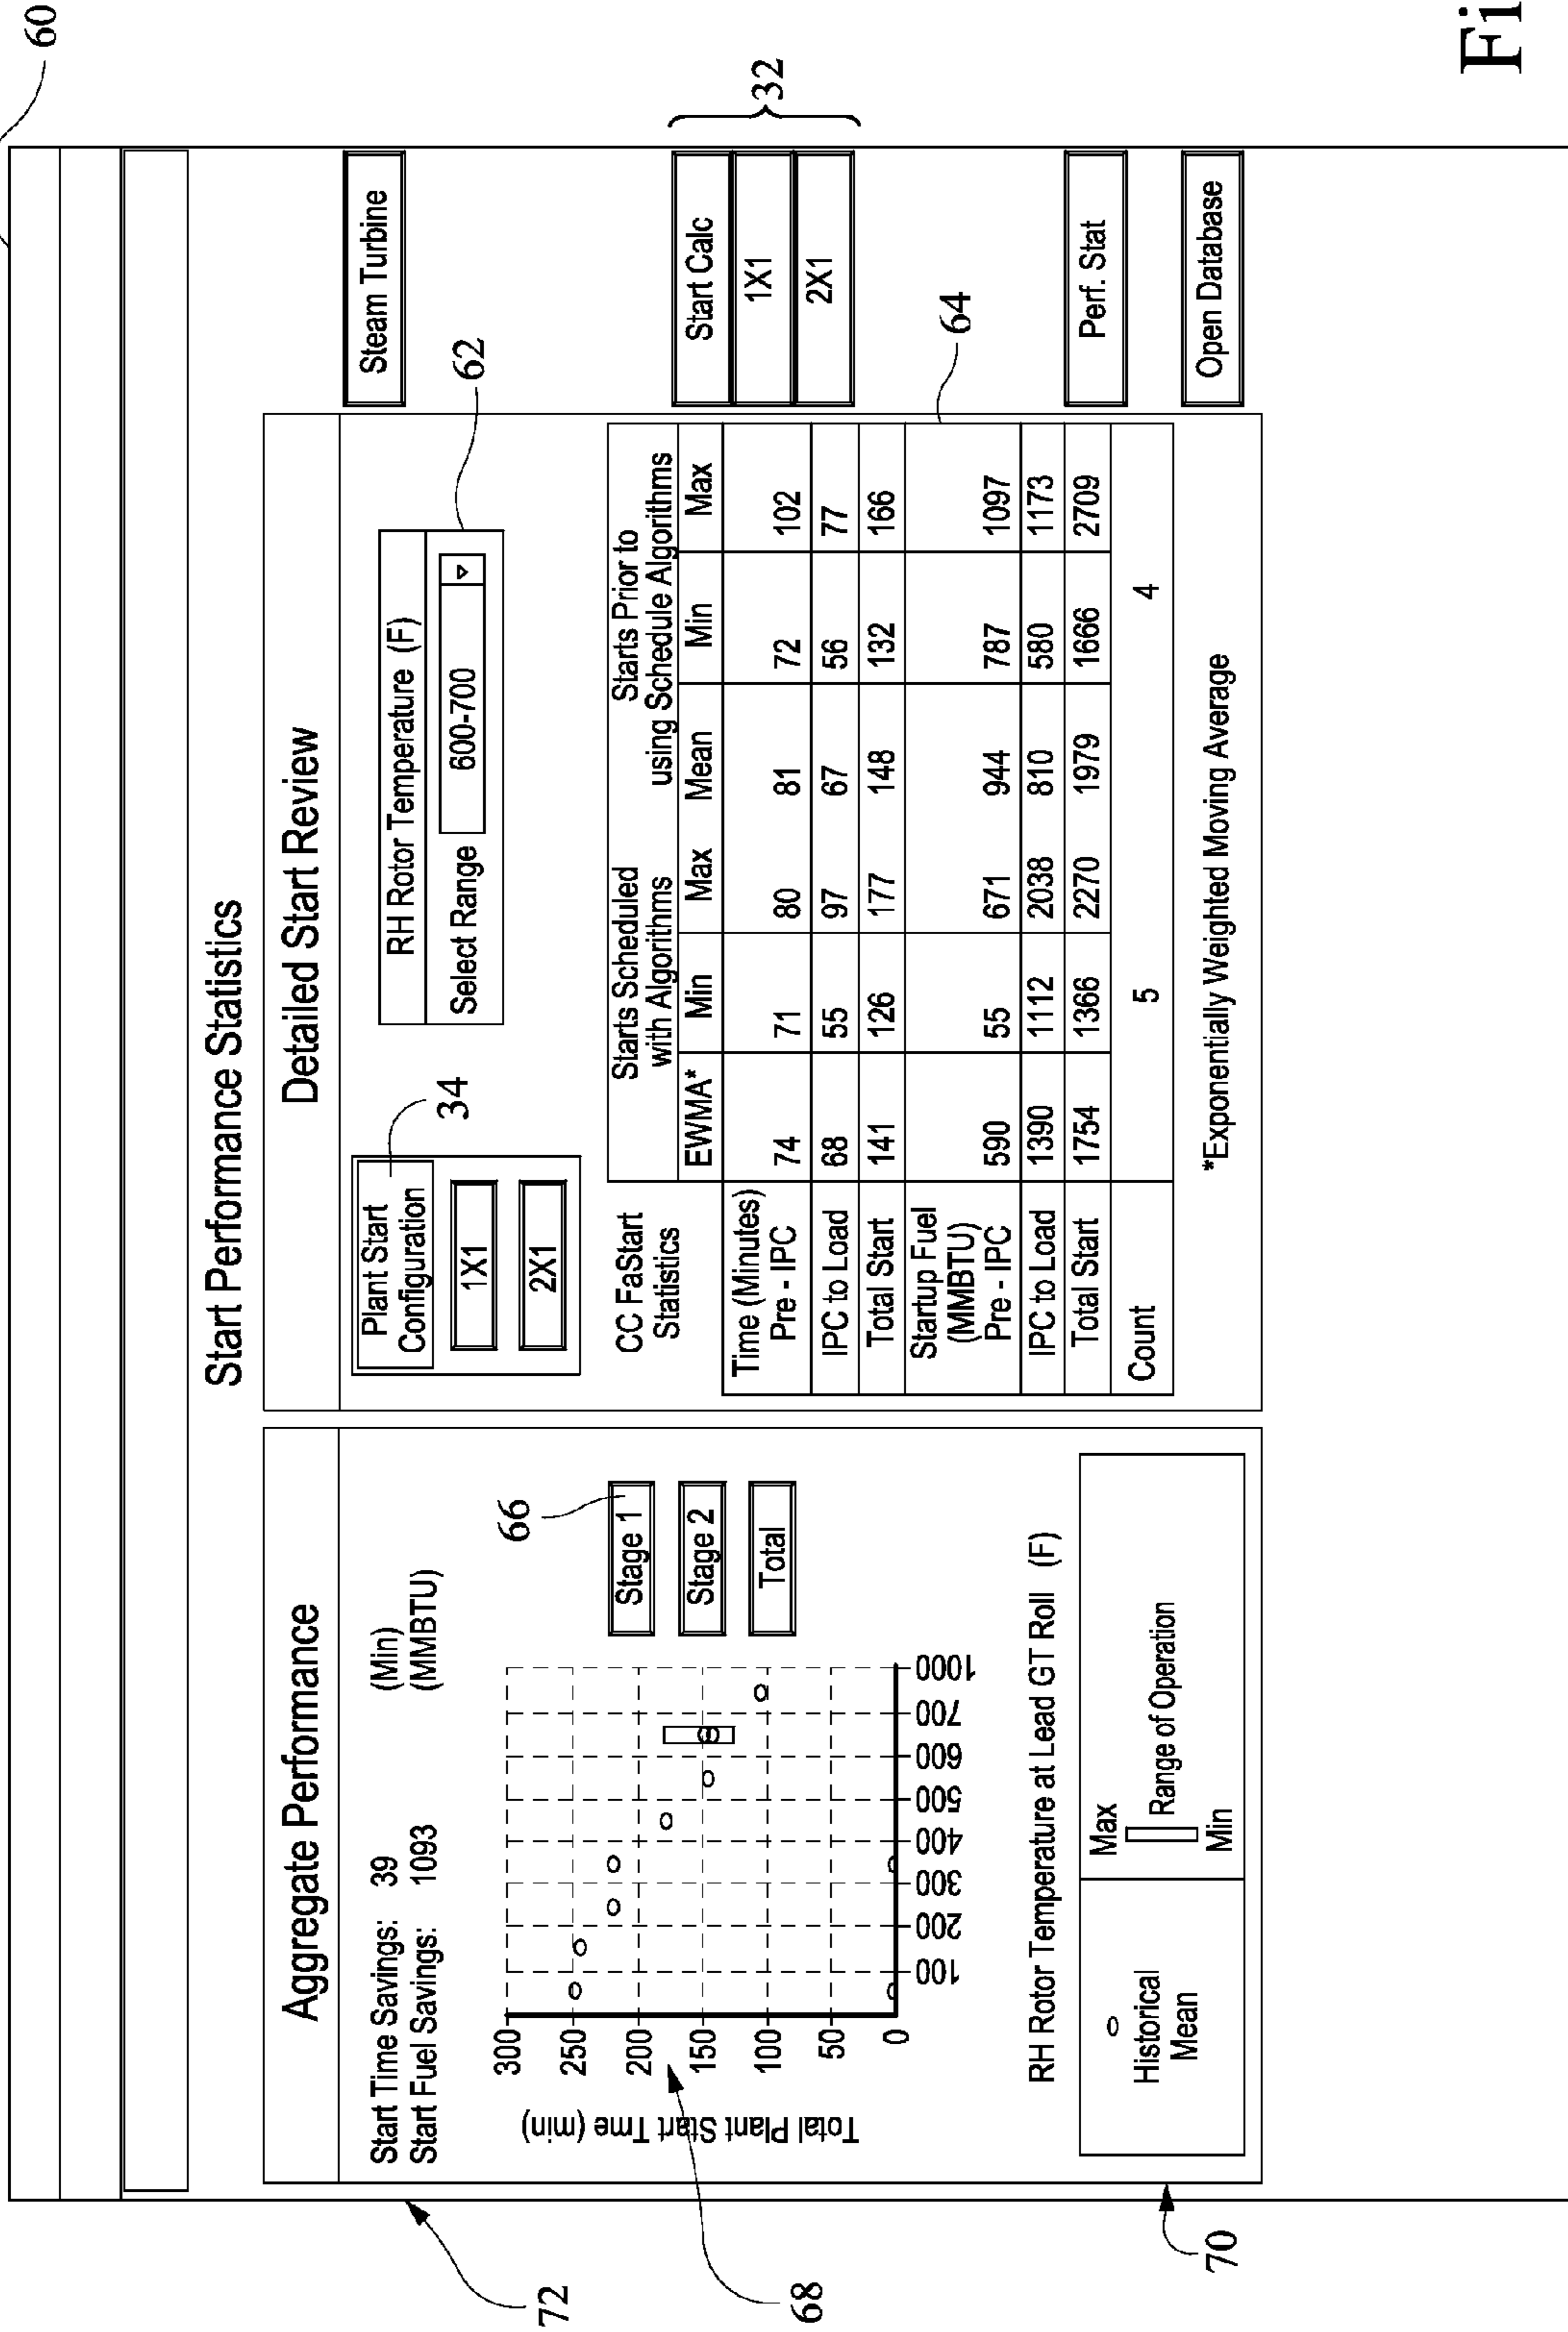 60
Start Performance Statistics
Aggregate Performance
Start Time Savings: 39 (Min)
Start Fuel Savings: 1093 (MMBTU)
72
Total Plant Start Tme (min)
300
250
200
150
100
50
0
100 200 300 400 500 600 700 1000
68
66
Stage 1
Stage 2
Total
RH Rotor Temperature at Lead GT Roll (F)
Historical
Mean
Max
Range of Operation
Min
70
Detailed Start Review
Plant Start
Configuration
34
1X1
2X1
RH Rotor Temperature (F)
Select Range 600-700
62
CC FaStart
Statistics
Starts Scheduled
with Algorithms
Starts Prior to
using Schedule Algorithms
EWMA* Min Max Mean Min Max
Time (Minutes)
Pre - IPC 74 71 80 81 72 102
IPC to Load 68 55 97 67 56 77
Total Start 141 126 177 148 132 166
Startup Fuel
(MMBTU)
Pre - IPC 590 55 671 944 787 1097
IPC to Load 1390 1112 2038 810 580 1173
Total Start 1754 1366 2270 1979 1666 2709
Count 5 4
*Exponentially Weighted Moving Average
64
Steam Turbine
Start Calc
1X1
2X1
32
Perf. Stat
Open Database
Fi